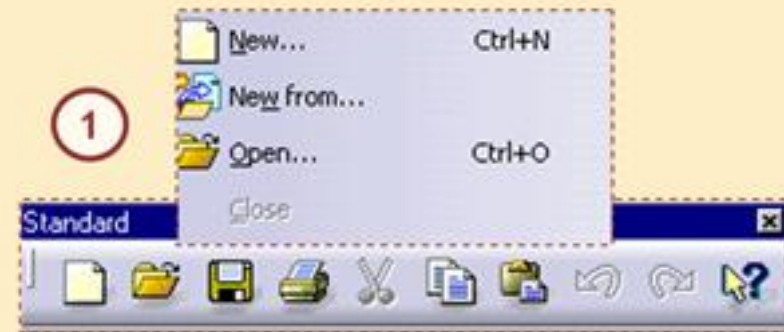 New... Ctrl+N
New from...
1
Open... Ctrl+O
Close
Standard